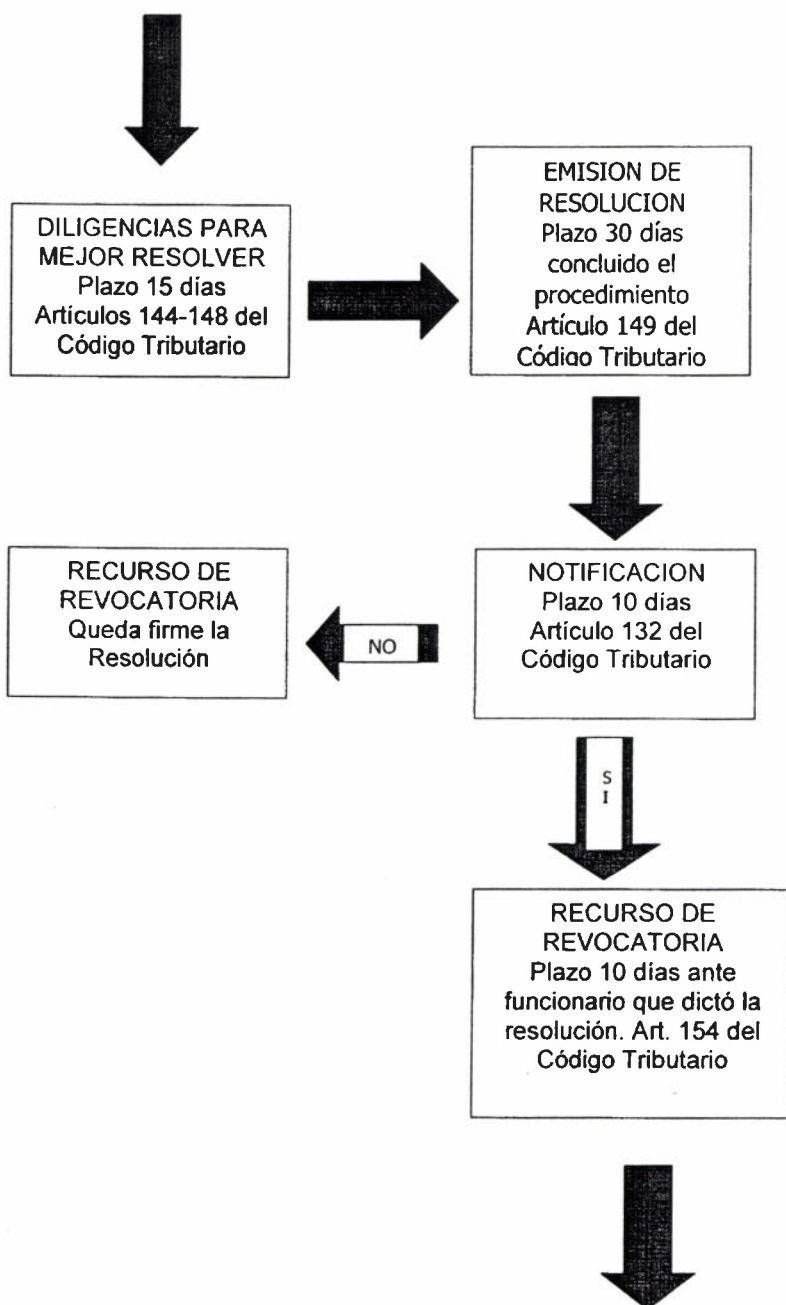 DILIGENCIAS PARA
MEJOR RESOLVER
Plazo 15 días
Artículos 144-148 del
Código Tributario
EMISION DE
RESOLUCION
Plazo 30 días
concluido el
procedimiento
Artículo 149 del
Código Tributario
RECURSO DE
REVOCATORIA
Queda firme la
Resolución
NO
NOTIFICACION
Plazo 10 días
Artículo 132 del
Código Tributario
S
I
RECURSO DE
REVOCATORIA
Plazo 10 días ante
funcionario que dictó la
resolución. Art. 154 del
Código Tributario